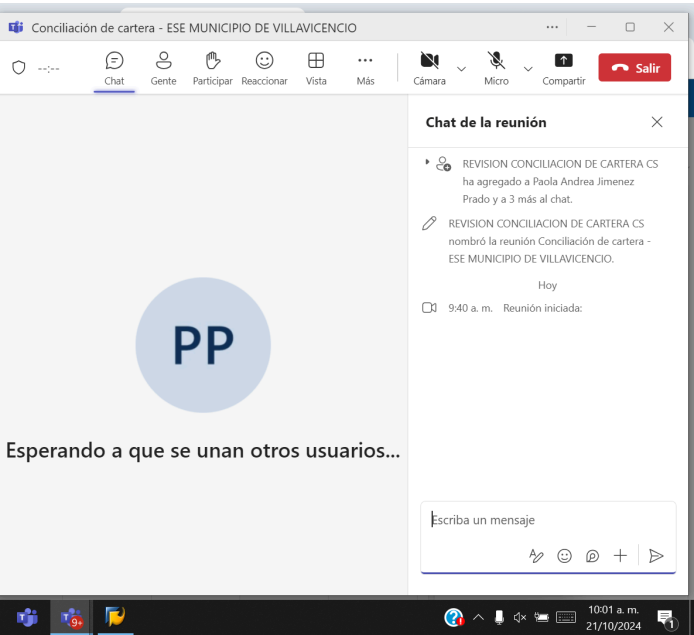 Conciliación de cartera - ESE MUNICIPIO DE VILLAVICENCIO
--:--
Chat
Gente
Participar
Reaccionar
Vista
Más
Cámara
Micro
Compartir
Salir
Chat de la reunión
REVISION CONCILIACION DE CARTERA CS
ha agregado a Paola Andrea Jimenez
Prado y a 3 más al chat.
REVISION CONCILIACION DE CARTERA CS
nombró la reunión Conciliación de cartera -
ESE MUNICIPIO DE VILLAVICENCIO.
Hoy
9:40 a. m. Reunión iniciada:
PP
Esperando a que se unan otros usuarios...
Escriba un mensaje
9+
10:01 a. m.
21/10/2024
1